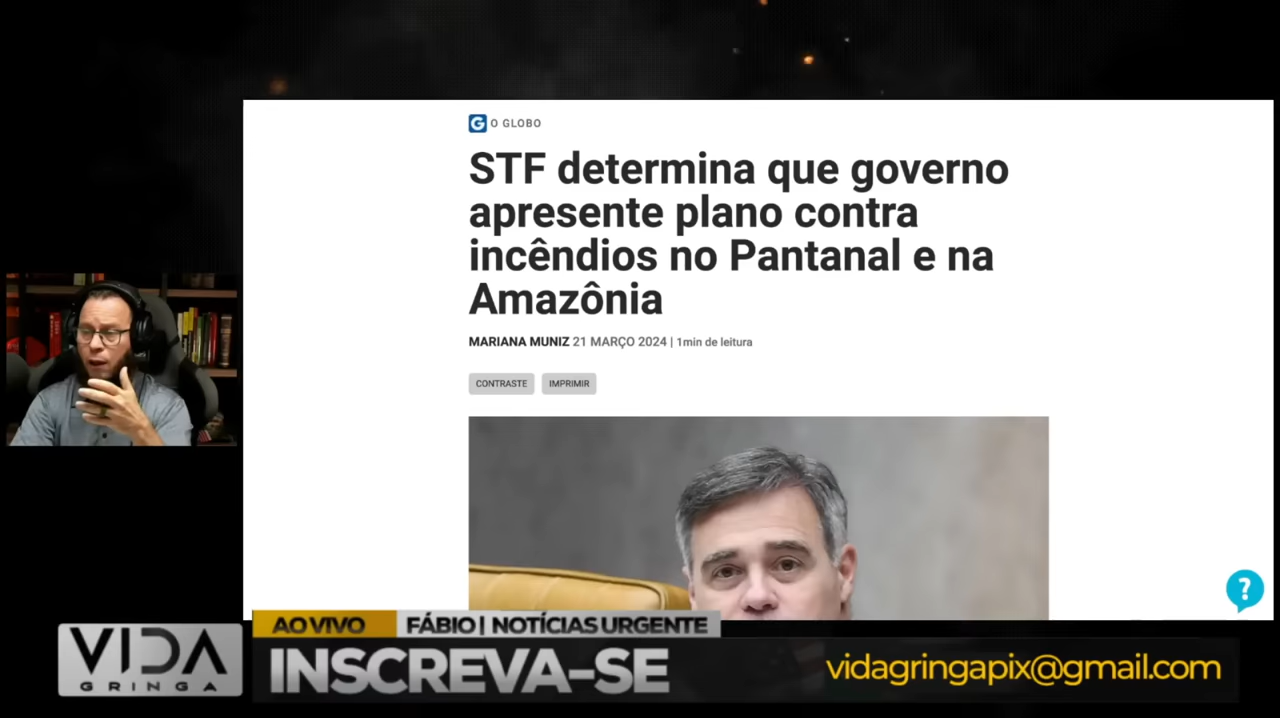 G O GLOBO
STF determina que governo
apresente plano contra
incêndios no Pantanal e na
Amazônia
MARIANA MUNIZ 21 MARÇO 2024 | 1min de leitura
CONTRASTE IMPRIMIR
?
AO VIVO FÁBIO | NOTÍCIAS URGENTE
VIDA
GRINGA
INSCREVA-SE
vidagringapix@gmail.com